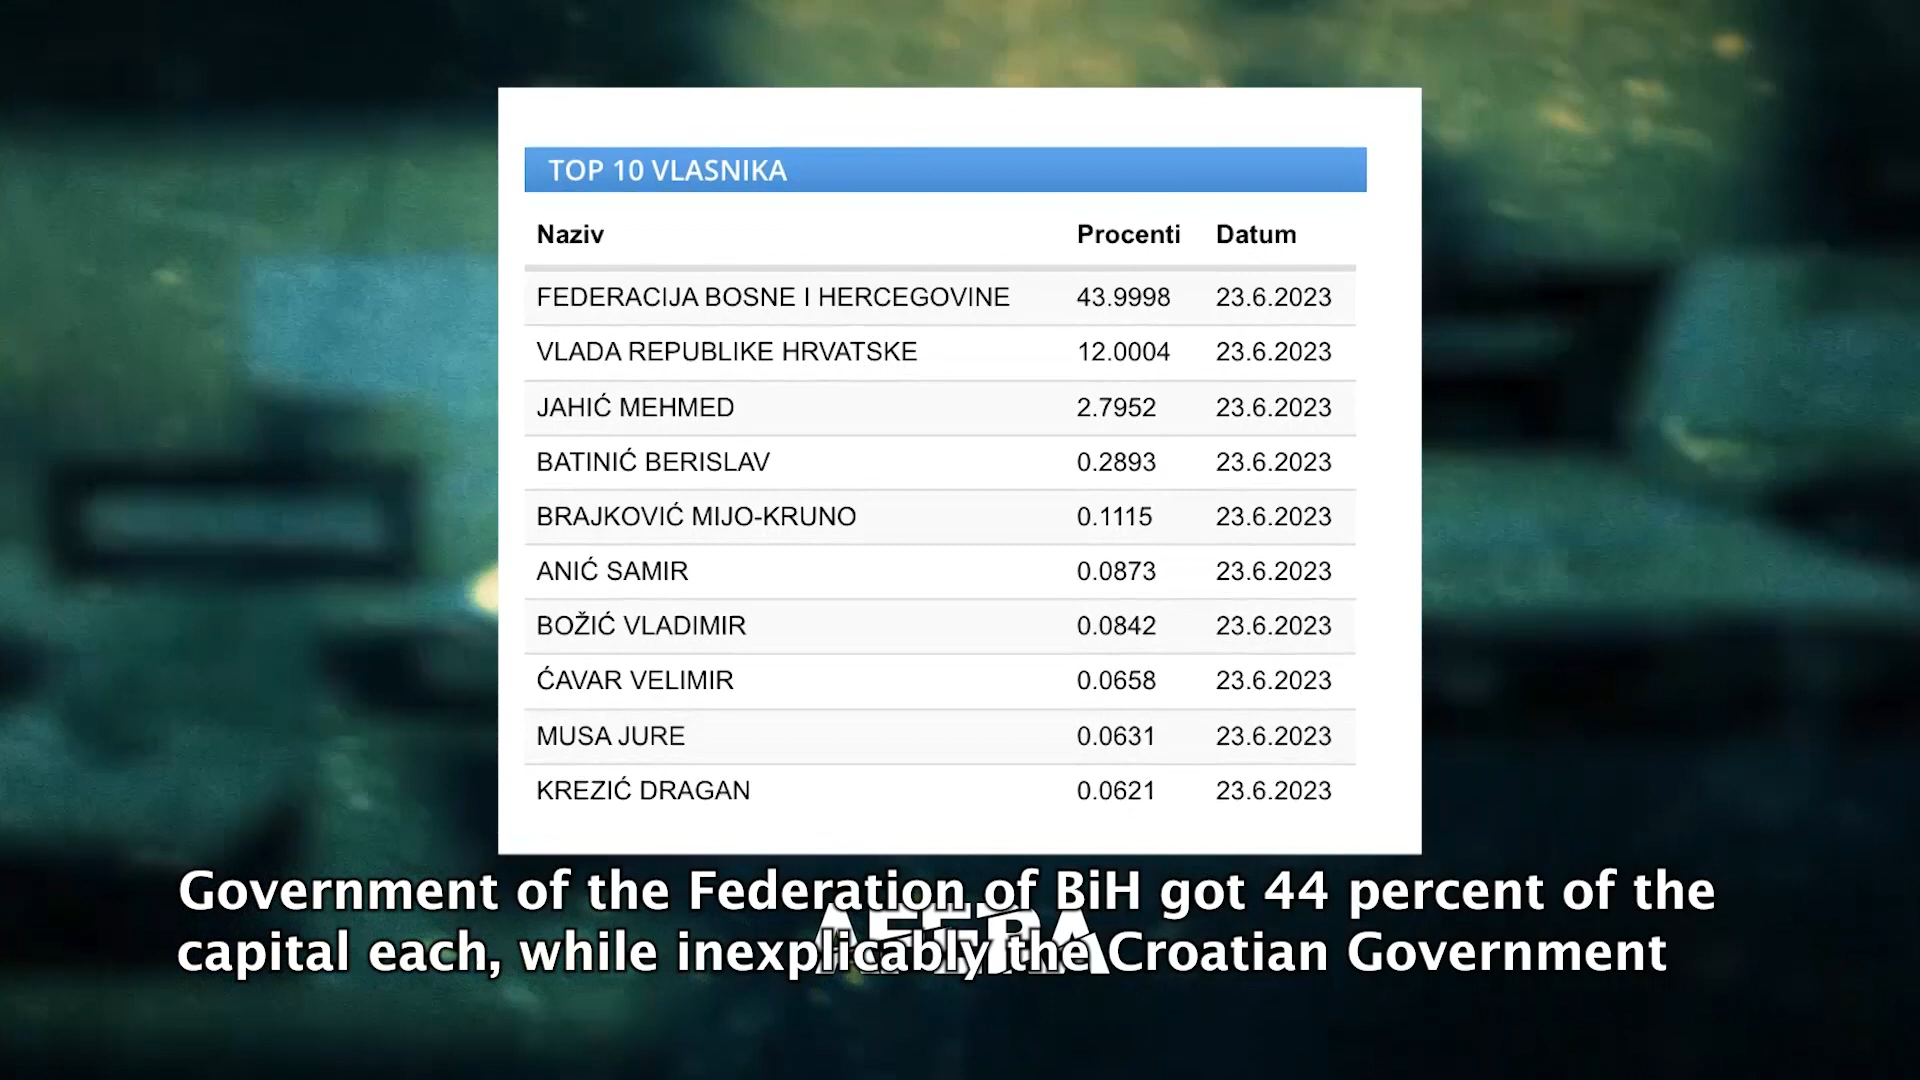 TOP 10 VLASNIKA
Naziv Procenti Datum
FEDERACIJA BOSNE I HERCEGOVINE 43.9998 23.6.2023
VLADA REPUBLIKE HRVATSKE 12.0004 23.6.2023
JAHIĆ MEHMED 2.7952 23.6.2023
BATINIĆ BERISLAV 0.2893 23.6.2023
BRAJKOVIĆ MIJO-KRUNO 0.1115 23.6.2023
ANIĆ SAMIR 0.0873 23.6.2023
BOŽIĆ VLADIMIR 0.0842 23.6.2023
ĆAVAR VELIMIR 0.0658 23.6.2023
MUSA JURE 0.0631 23.6.2023
KREZIĆ DRAGAN 0.0621 23.6.2023
Government of the Federation of BiH got 44 percent of the
capital each, while inexplicably the Croatian Government